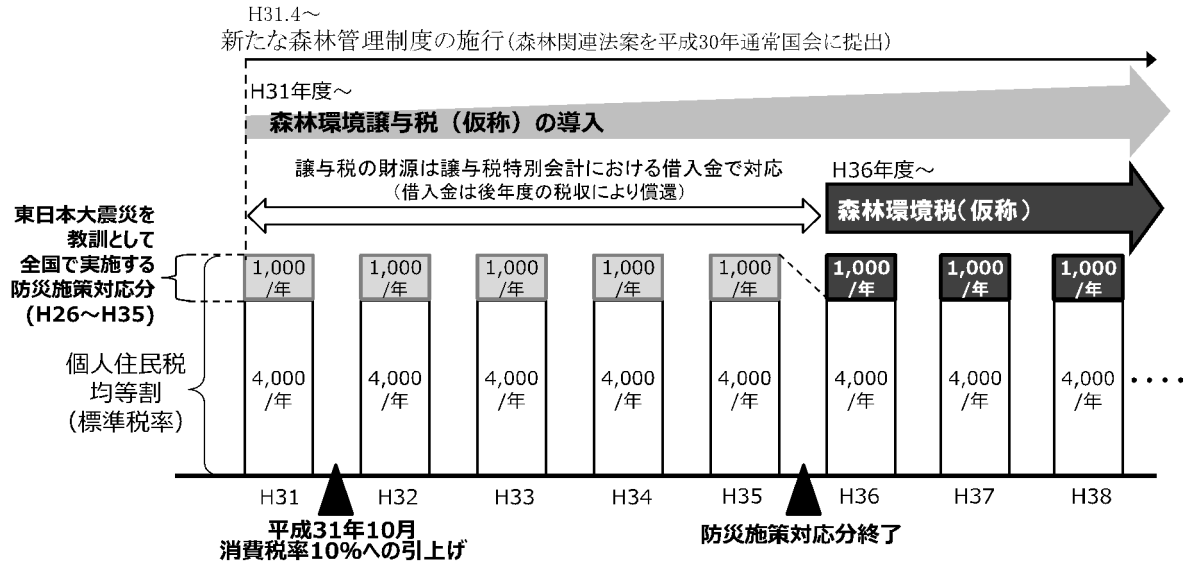 H31.4～
新たな森林管理制度の施行(森林関連法案を平成30年通常国会に提出)
H31年度～
森林環境譲与税（仮称）の導入
譲与税の財源は譲与税特別会計における借入金で対応
（借入金は後年度の税収により償還）
H36年度～
森林環境税(仮称)
東日本大震災を
教訓として
全国で実施する
防災施策対応分
(H26～H35)
1,000
/年
1,000
/年
1,000
/年
1,000
/年
1,000
/年
1,000
/年
1,000
/年
1,000
/年
個人住民税
均等割
(標準税率)
4,000
/年
4,000
/年
4,000
/年
4,000
/年
4,000
/年
4,000
/年
4,000
/年
4,000
/年
････
H31
H32
H33
H34
H35
H36
H37
H38
平成31年10月
消費税率10%への引上げ
防災施策対応分終了